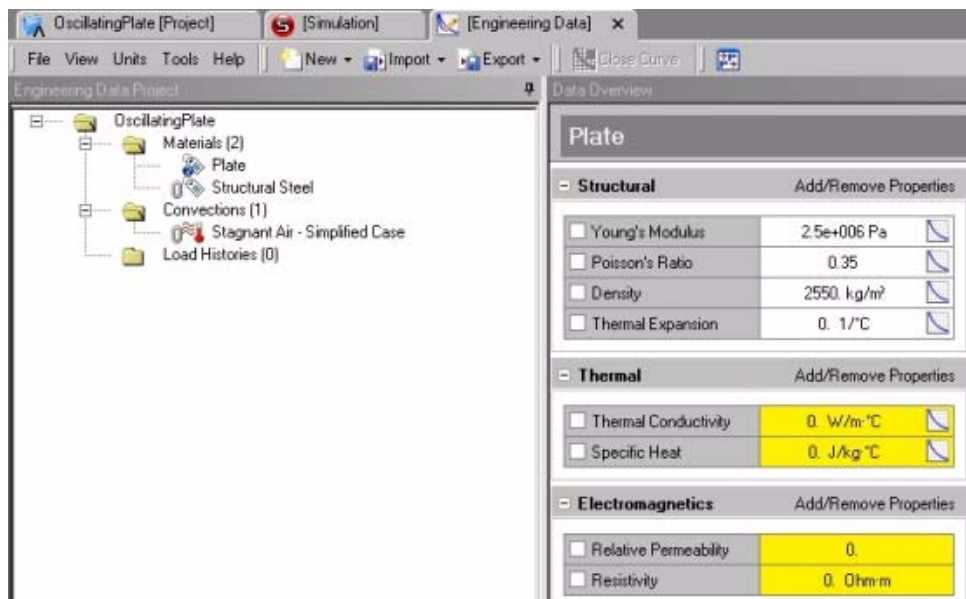 OscillatingPlate [Project] [Simulation] [Engineering Data]
File View Units Tools Help New Import Export Close Curve
Engineering Data Project
OscillatingPlate
Materials (2)
Plate
Structural Steel
Convections (1)
Stagnant Air - Simplified Case
Load Histories (0)
Data Overview
Plate
Structural Add/Remove Properties
Young's Modulus 2.5e+006 Pa
Poisson's Ratio 0.35
Density 2550. kg/m³
Thermal Expansion 0. 1/°C
Thermal Add/Remove Properties
Thermal Conductivity 0. W/m·°C
Specific Heat 0. J/kg·°C
Electromagnetics Add/Remove Properties
Relative Permeability 0.
Resistivity 0. Ohm·m